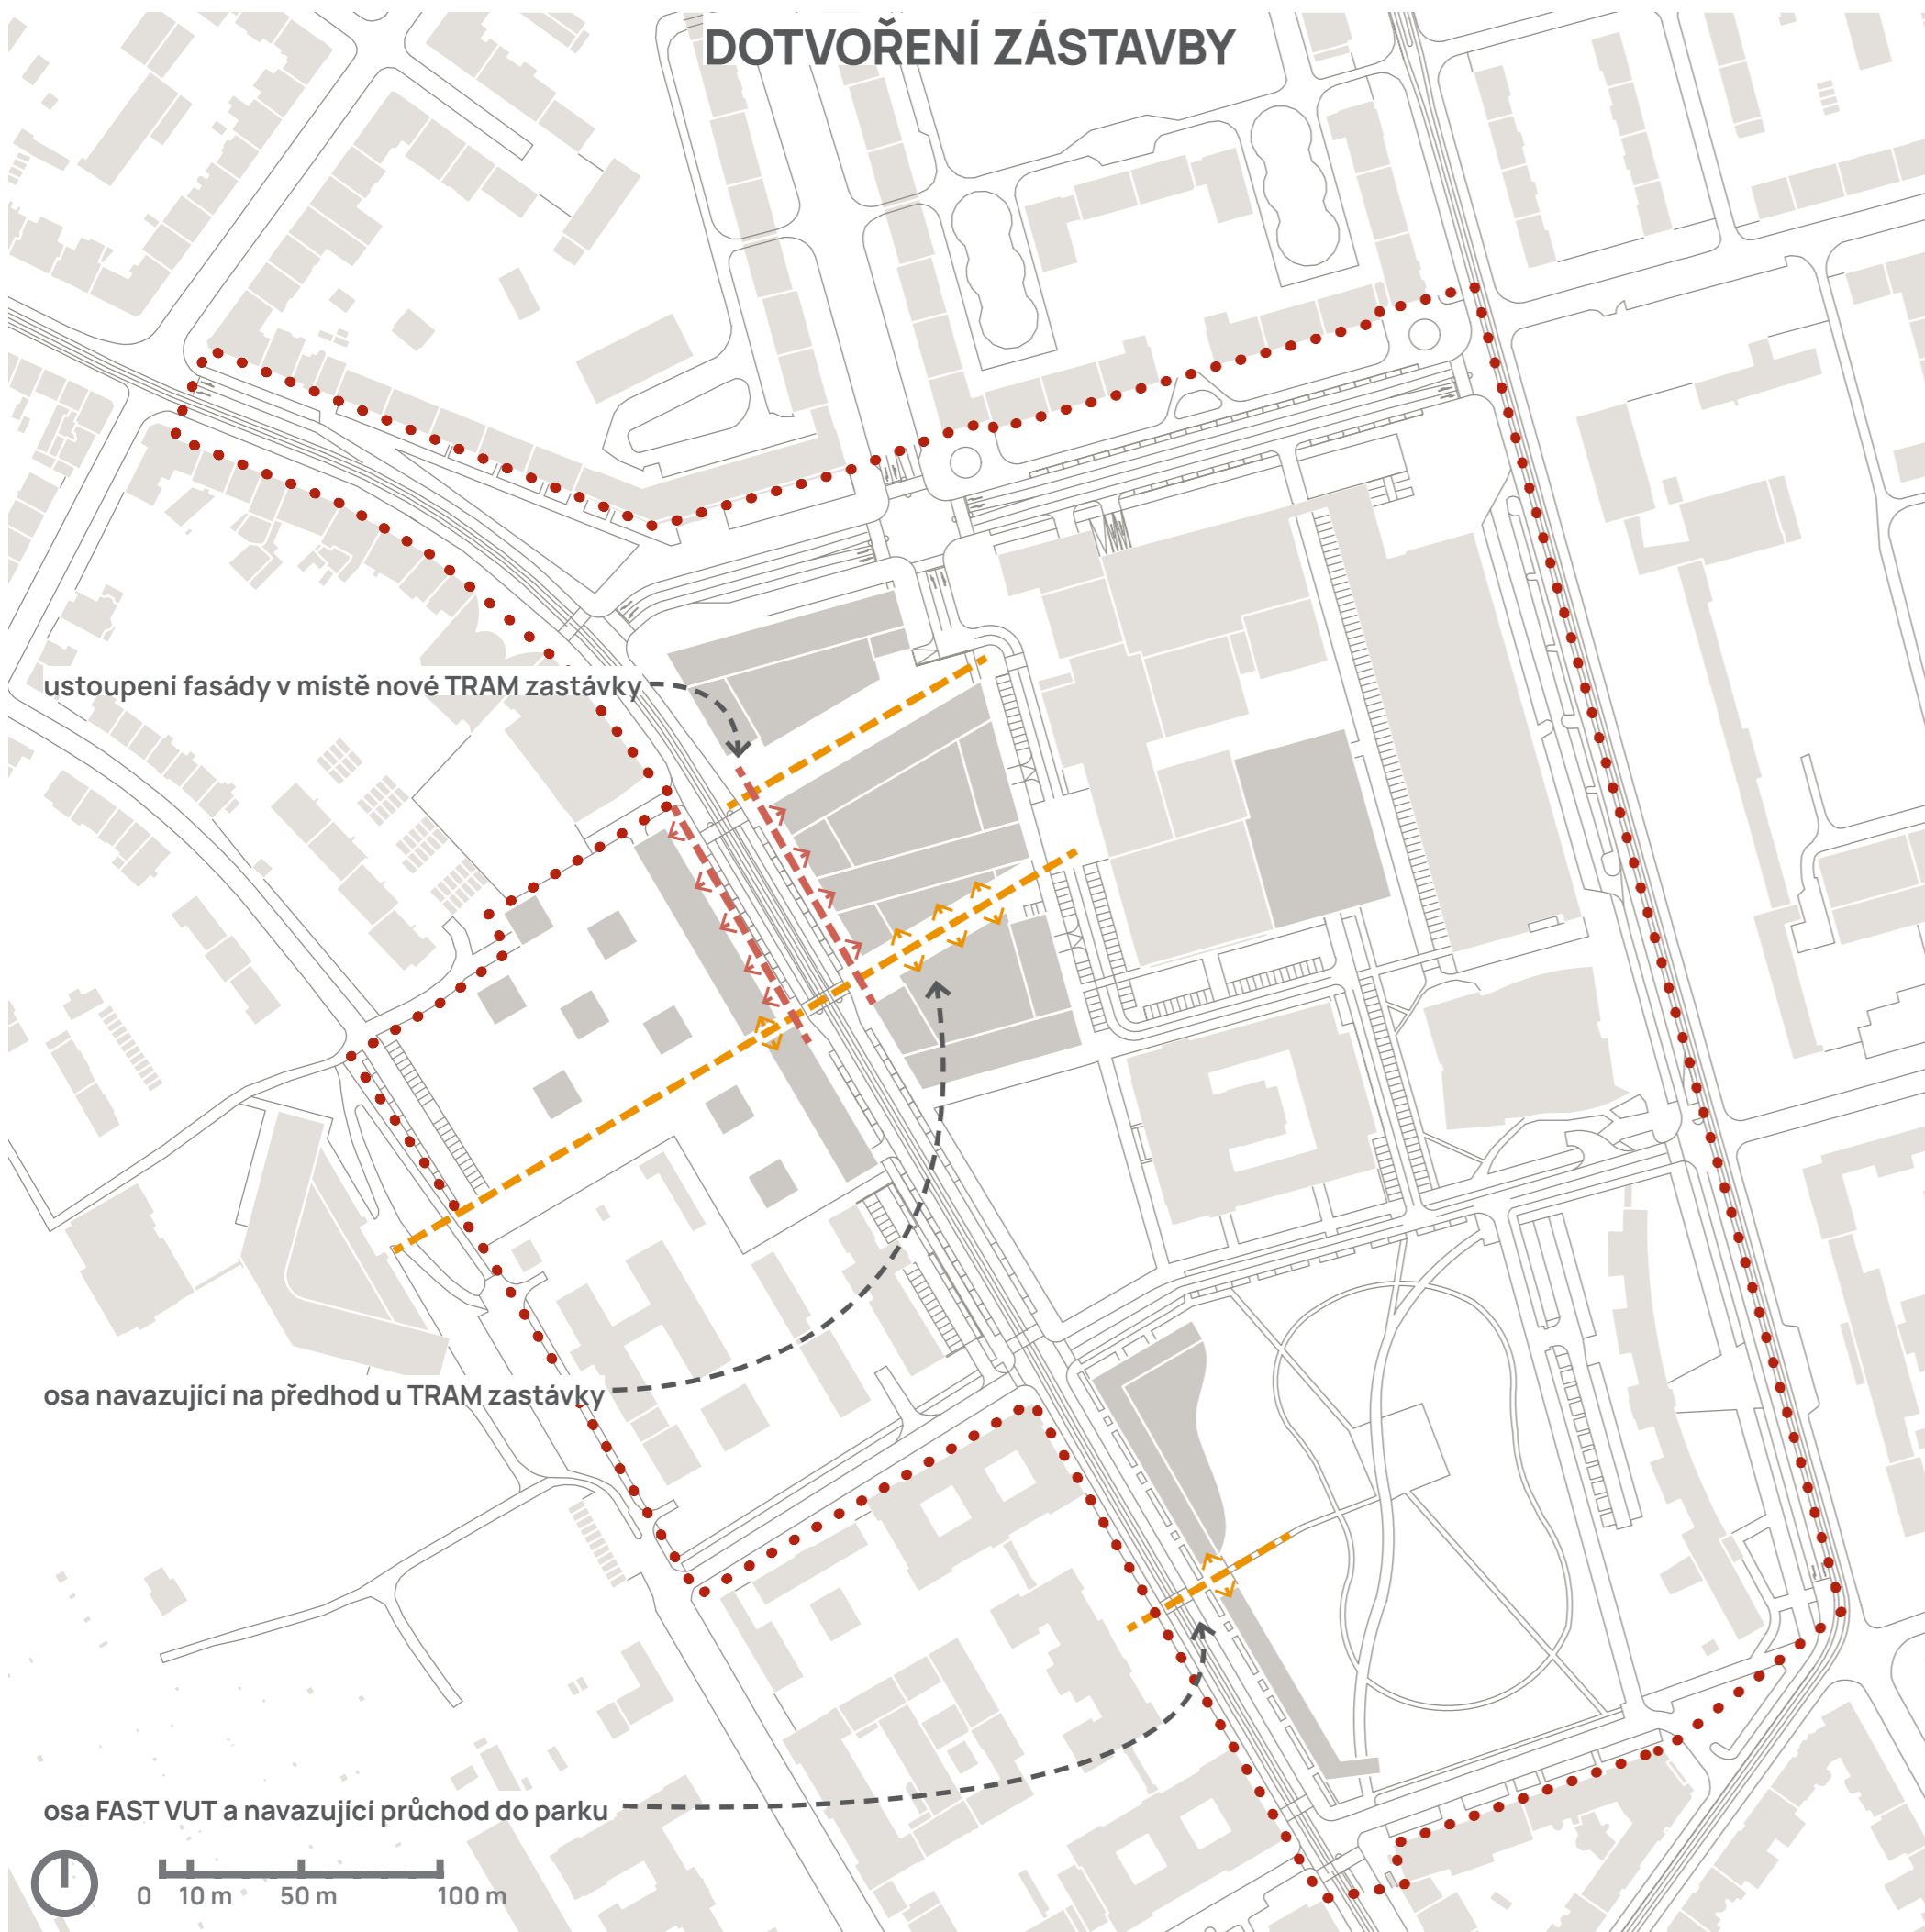 DOTVOŘENÍ ZÁSTAVBY
ustoupení fasády v místě nové TRAM zastávky
osa navazující na předhod u TRAM zastávky
osa FAST VUT a navazující průchod do parku
0 10 m 50 m 100 m